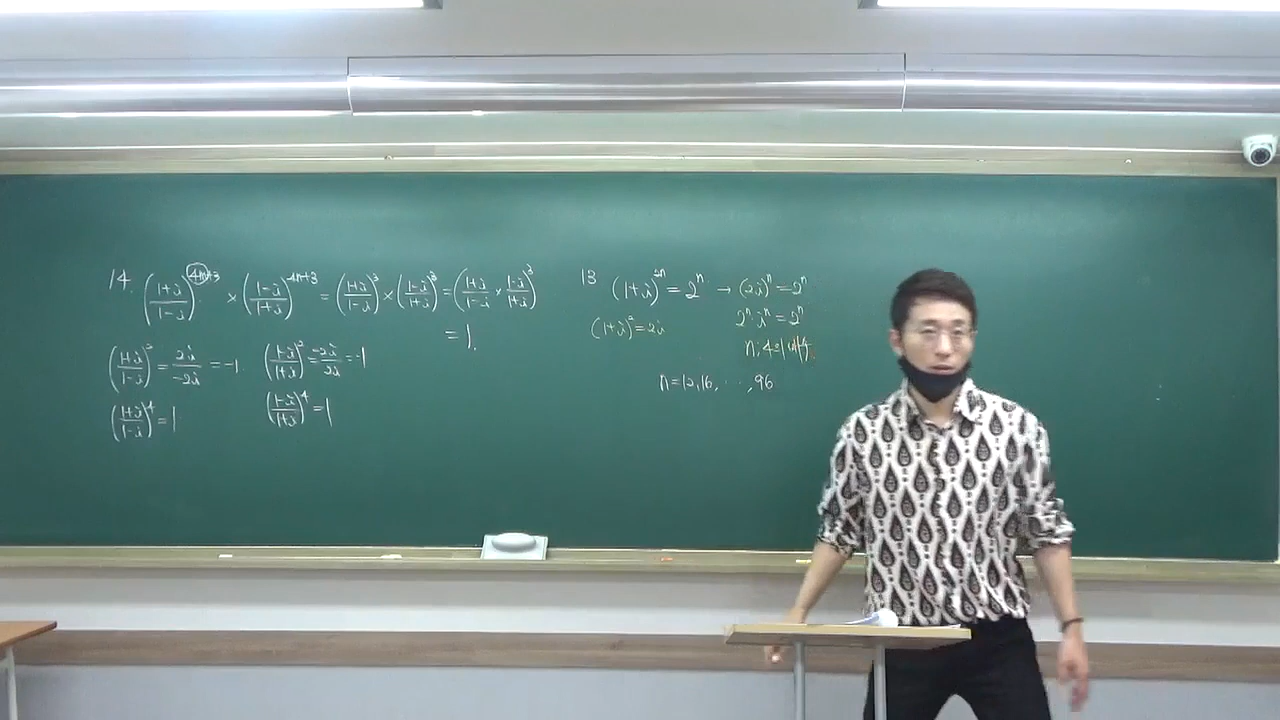 14. ((1+i)/(1-i))^(4n+3) × ((1-i)/(1+i))^(4n+3) = ((1+i)/(1-i))^3 × ((1-i)/(1+i))^3 = ((1+i)/(1-i) × (1-i)/(1+i))^3
= 1.
((1+i)/(1-i))^2 = 2i/-2i = -1 ((1-i)/(1+i))^2 = -2i/2i = -1
((1+i)/(1-i))^4 = 1 ((1-i)/(1+i))^4 = 1
13 (1+i)^(2n) = 2^n → (2i)^n = 2^n
(1+i)^2 = 2i 2^n · i^n = 2^n
n=12,16, ··· ,96